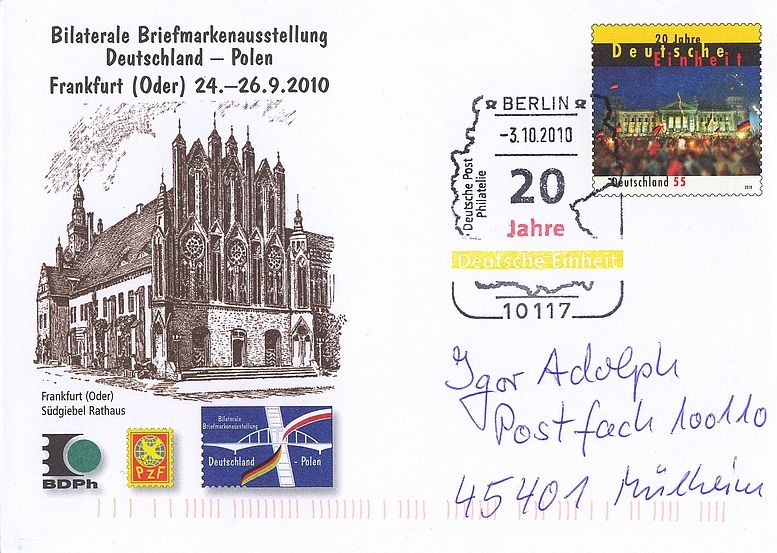 Bilaterale Briefmarkenausstellung
Deutschland – Polen
Frankfurt (Oder) 24.–26.9.2010
20 Jahre
Deutsche
Einheit
Deutschland 55
2010
BERLIN
-3.10.2010
Deutsche Post
Philatelie
20
Jahre
Deutsche Einheit
10117
Frankfurt (Oder)
Südgiebel Rathaus
BDPh
PzF
Bilaterale
Briefmarkenausstellung
Deutschland – Polen
Igor Adolph
Postfach 100110
45401 Mülheim